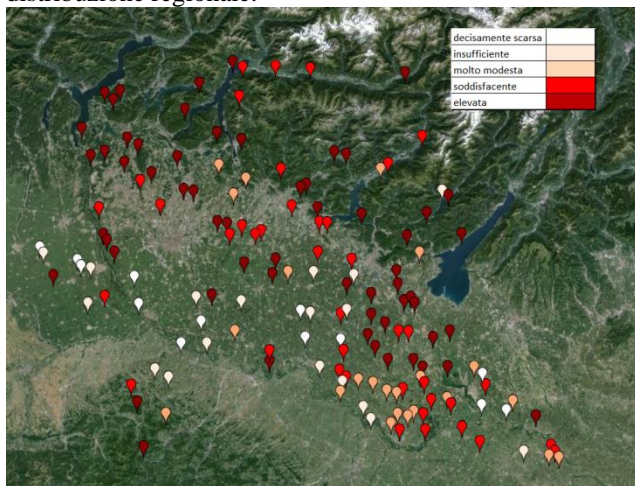 distribuzione regionale.
decisamente scarsa
insufficiente
molto modesta
soddisfacente
elevata